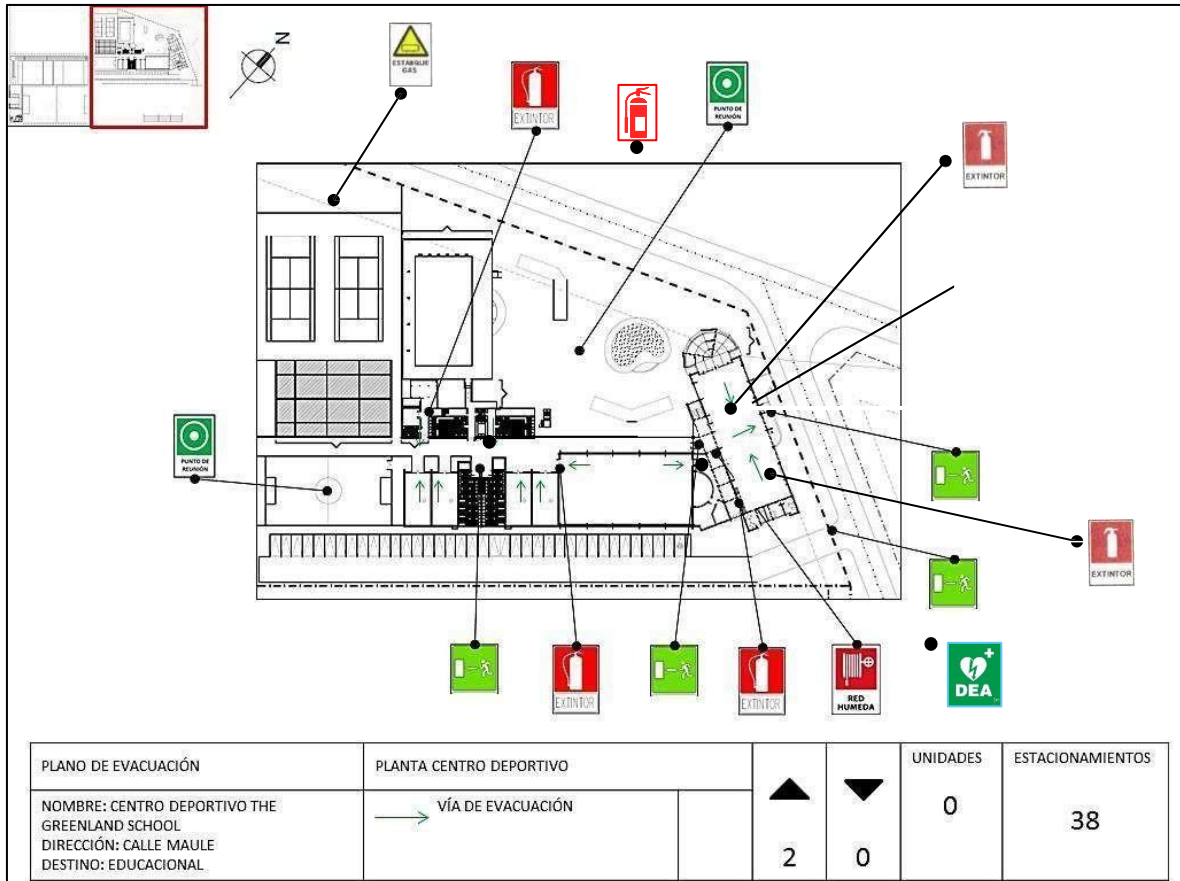 N
ESTANQUE
GAS
EXTINTOR
PUNTO DE
REUNIÓN
EXTINTOR
PUNTO DE
REUNIÓN
EXTINTOR
EXTINTOR
EXTINTOR
RED
HUMEDA
DEA
PLANO DE EVACUACIÓN
PLANTA CENTRO DEPORTIVO
UNIDADES
ESTACIONAMIENTOS
NOMBRE: CENTRO DEPORTIVO THE
GREENLAND SCHOOL
DIRECCIÓN: CALLE MAULE
DESTINO: EDUCACIONAL
VÍA DE EVACUACIÓN
2
0
0
38